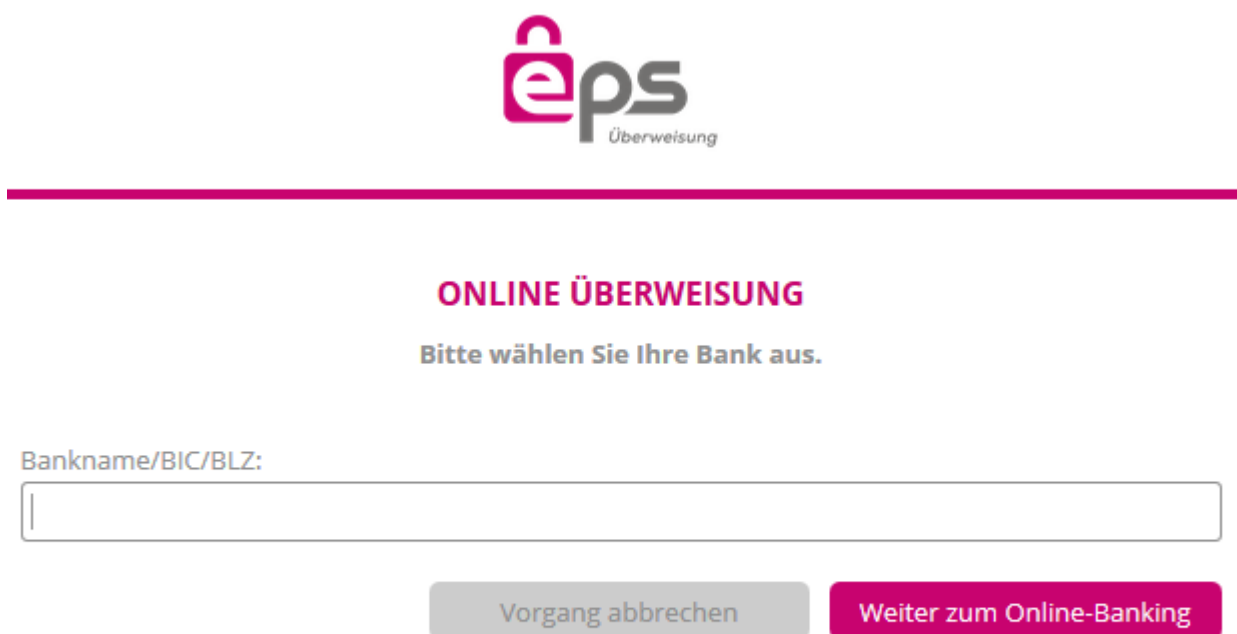 eps
Überweisung
ONLINE ÜBERWEISUNG
Bitte wählen Sie Ihre Bank aus.
Bankname/BIC/BLZ:
Vorgang abbrechen
Weiter zum Online-Banking